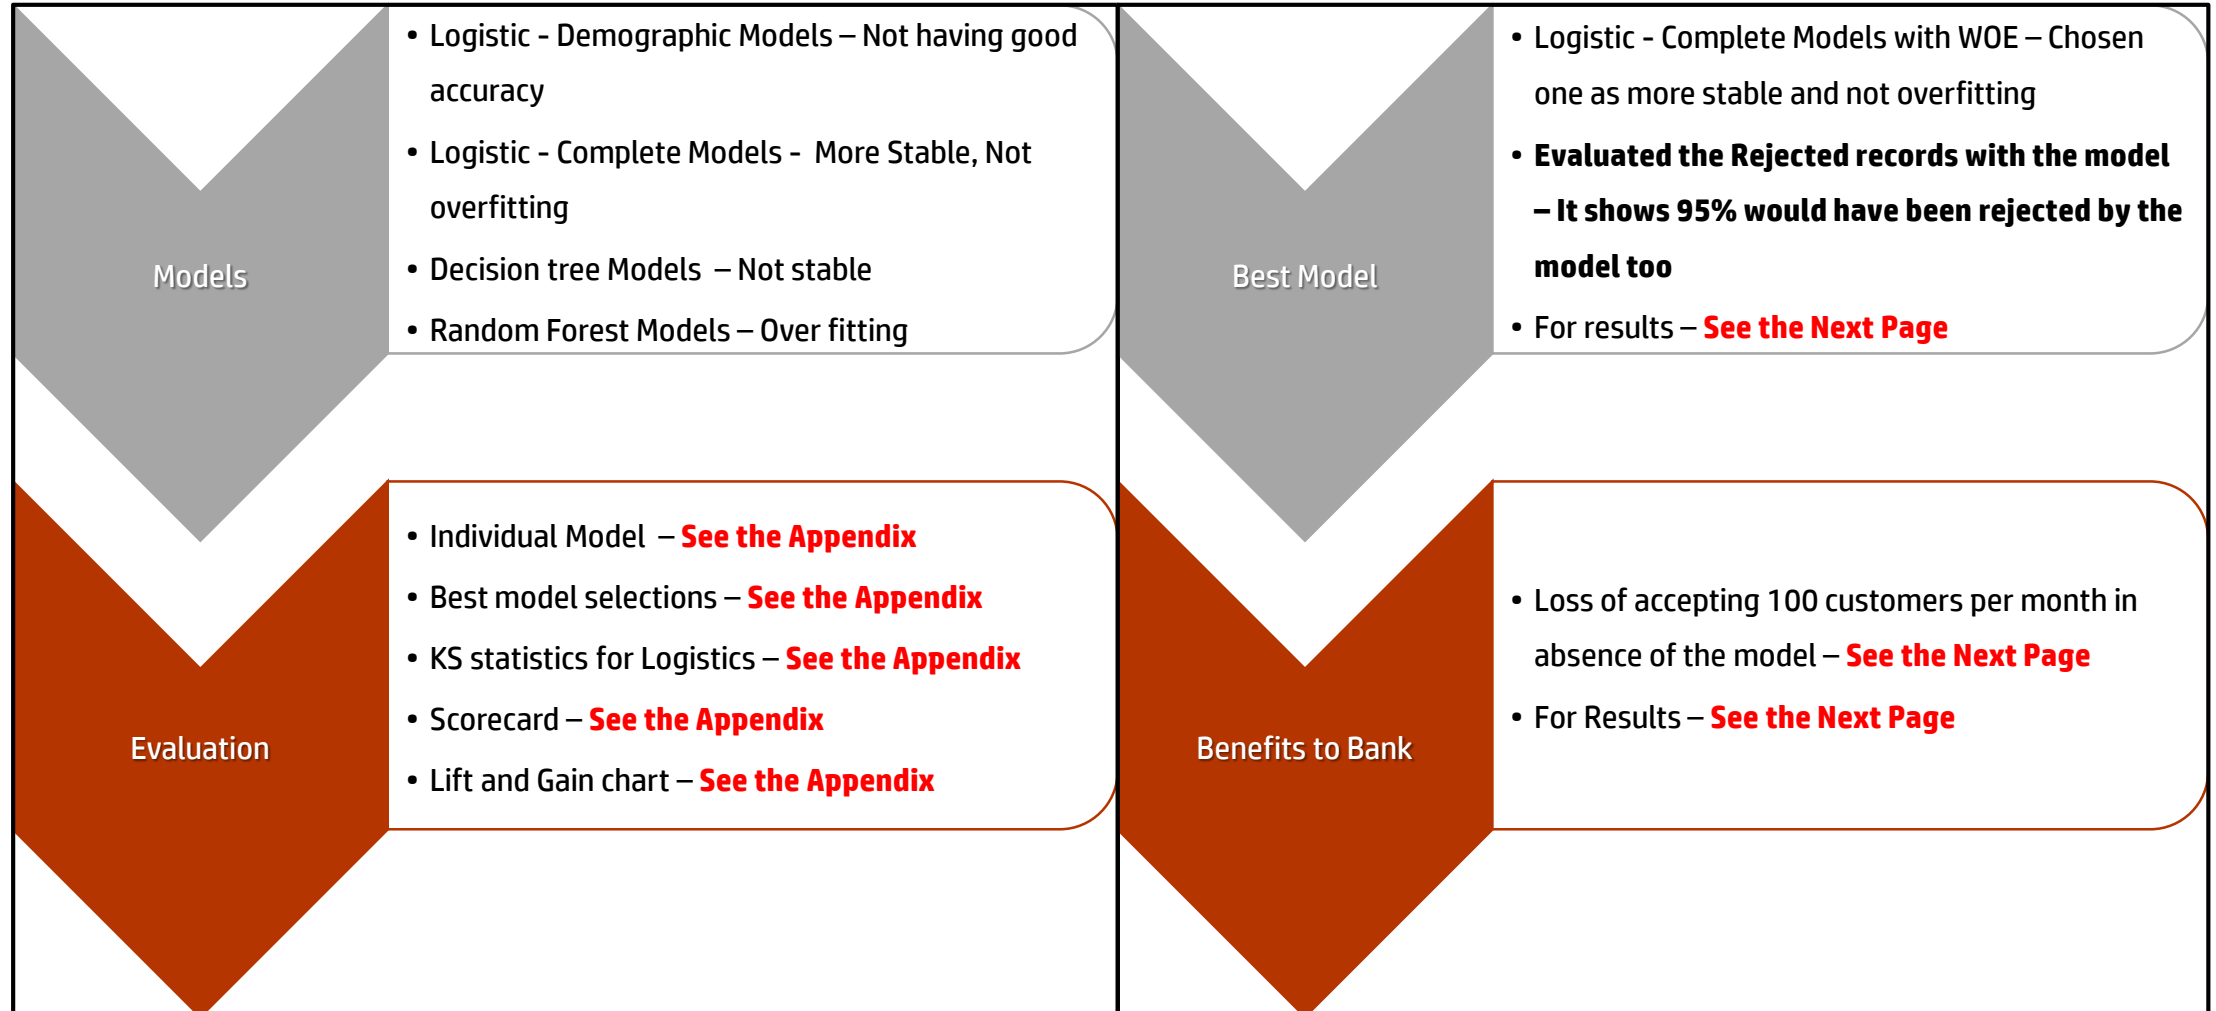 Models
• Logistic - Demographic Models – Not having good
accuracy
• Logistic - Complete Models -  More Stable, Not
overfitting
• Decision tree Models  – Not stable
• Random Forest Models – Over fitting
Evaluation
• Individual Model  – See the Appendix
• Best model selections – See the Appendix
• KS statistics for Logistics – See the Appendix
• Scorecard – See the Appendix
• Lift and Gain chart – See the Appendix
Best Model
• Logistic - Complete Models with WOE – Chosen
one as more stable and not overfitting
• Evaluated the Rejected records with the model
– It shows 95% would have been rejected by the
model too
• For results – See the Next Page
Benefits to Bank
• Loss of accepting 100 customers per month in
absence of the model – See the Next Page
• For Results – See the Next Page